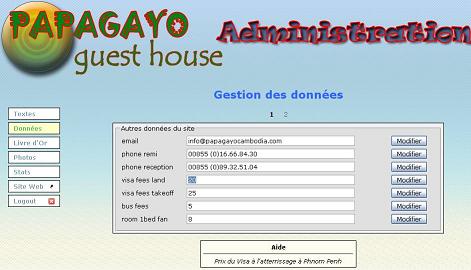 PAPAGAYO
guest house
Administration
Gestion des données
1 2
Textes
Données
Livre d'Or
Photos
Stats
Site Web
Logout
Autres données du site
email info@papagayocambodia.com Modifier
phone remi 00855 (0)16.66.84.30 Modifier
phone reception 00855 (0)89.32.51.04 Modifier
visa fees land 20 Modifier
visa fees takeoff 25 Modifier
bus fees 5 Modifier
room 1bed fan 8 Modifier
Aide
Prix du Visa à l'atterrissage à Phnom Penh